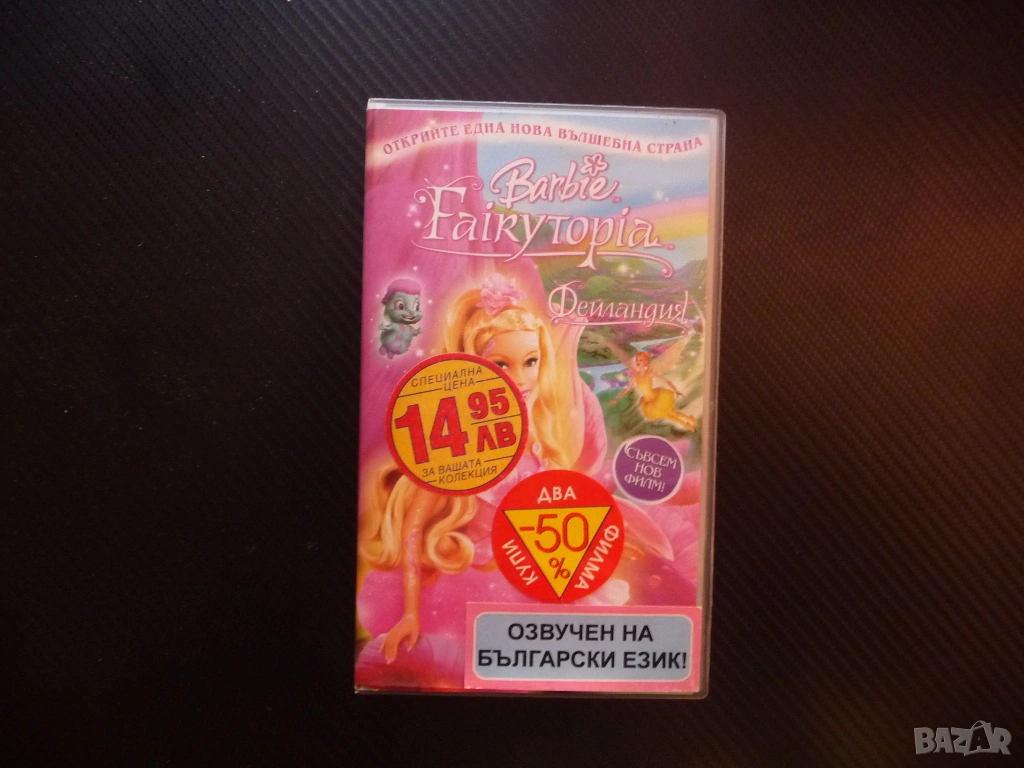 ОТКРИЙТЕ ЕДНА НОВА ВЪЛШЕБНА СТРАНА
Barbie
Fairytopia
Фейландия!
СПЕЦИАЛНА
ЦЕНА
14 95
ЛВ
ЗА ВАШАТА
КОЛЕКЦИЯ
СЪВСЕМ
НОВ
ФИЛМ!
КУПИ ДВА ФИЛМА
-50
%
ОЗВУЧЕН НА
БЪЛГАРСКИ ЕЗИК!
BAZAR